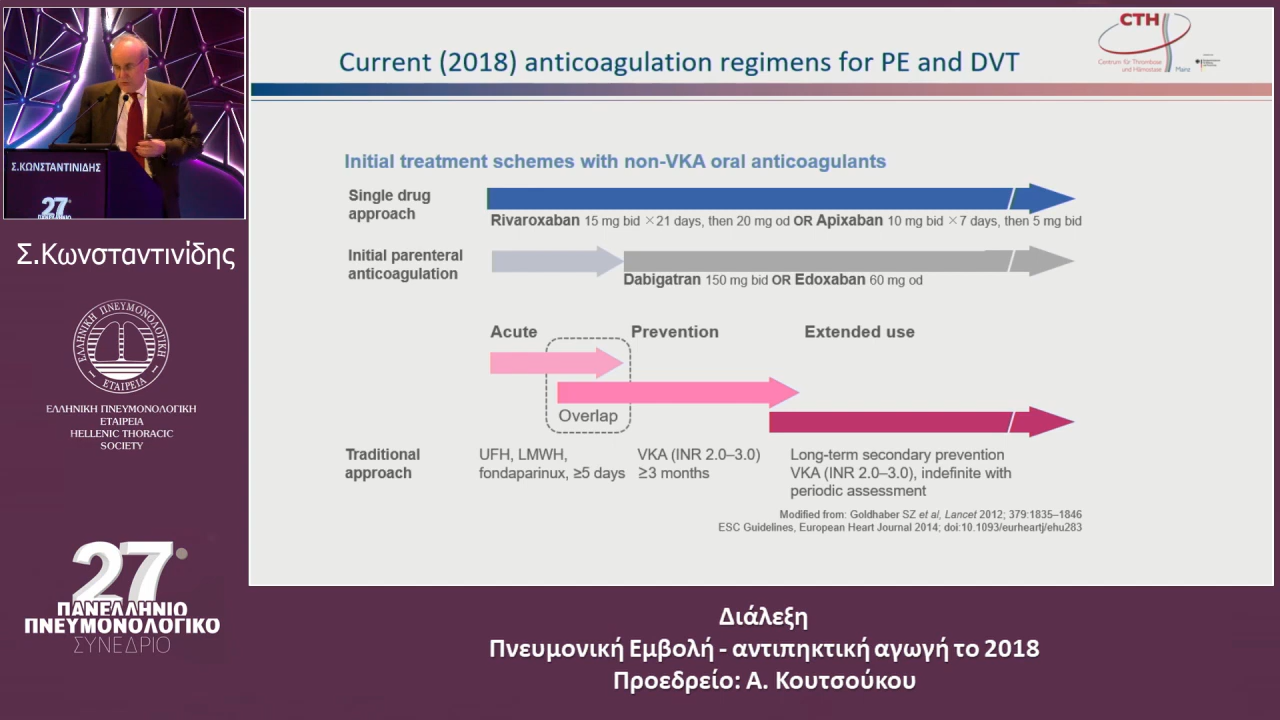 Σ.ΚΩΝΣΤΑΝΤΙΝΙΔΗΣ
27
Σ.Κωνσταντινίδης
ΕΛΛΗΝΙΚΗ ΠΝΕΥΜΟΝΟΛΟΓΙΚΗ
ΕΤΑΙΡΕΙΑ
ΕΛΛΗΝΙΚΗ ΠΝΕΥΜΟΝΟΛΟΓΙΚΗ
ΕΤΑΙΡΕΙΑ
HELLENIC THORACIC
SOCIETY
27ο
ΠΑΝΕΛΛΗΝΙΟ
ΠΝΕΥΜΟΝΟΛΟΓΙΚΟ
ΣΥΝΕΔΡΙΟ
CTH
Centrum für Thrombose
und Hämostase Mainz
Current (2018) anticoagulation regimens for PE and DVT
Initial treatment schemes with non-VKA oral anticoagulants
Single drug
approach
Rivaroxaban 15 mg bid ×21 days, then 20 mg od OR Apixaban 10 mg bid ×7 days, then 5 mg bid
Initial parenteral
anticoagulation
Dabigatran 150 mg bid OR Edoxaban 60 mg od
Acute Prevention Extended use
Overlap
Traditional
approach
UFH, LMWH,
fondaparinux, ≥5 days
VKA (INR 2.0–3.0)
≥3 months
Long-term secondary prevention
VKA (INR 2.0–3.0), indefinite with
periodic assessment
Modified from: Goldhaber SZ et al, Lancet 2012; 379:1835–1846
ESC Guidelines, European Heart Journal 2014; doi:10.1093/eurheartj/ehu283
Διάλεξη
Πνευμονική Εμβολή - αντιπηκτική αγωγή το 2018
Προεδρείο: Α. Κουτσούκου